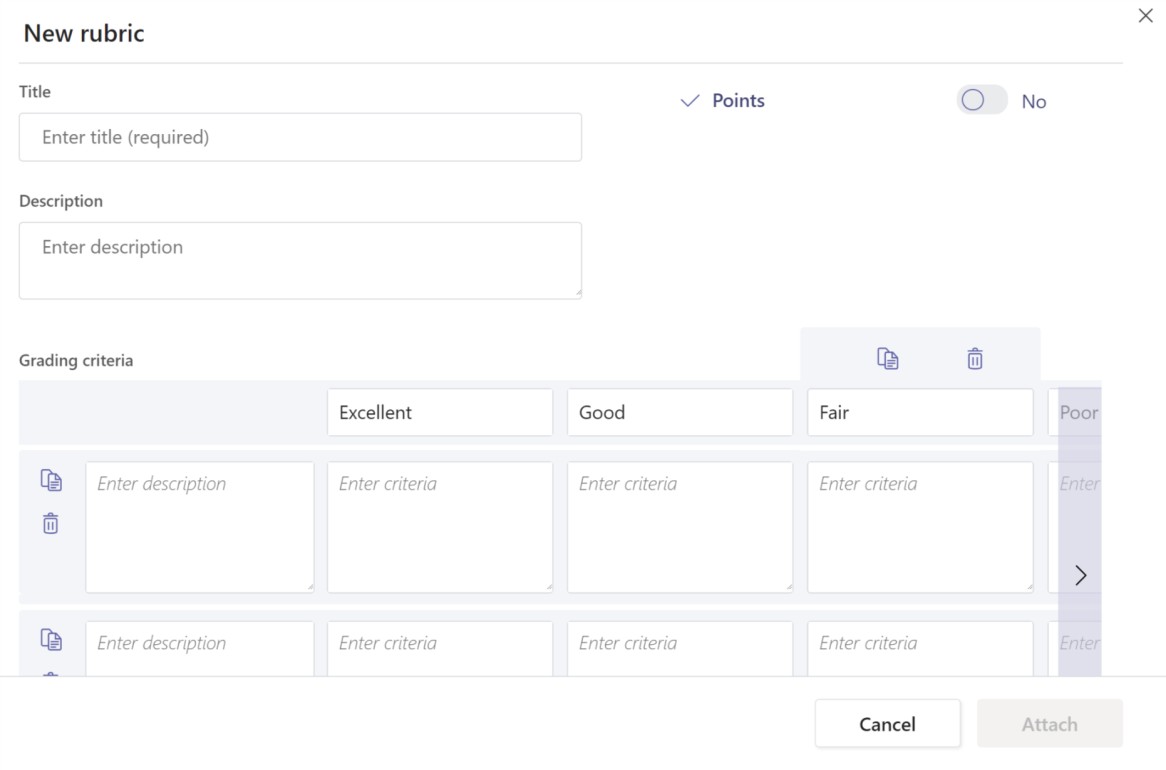 New rubric
Title
Points
No
Enter title (required)
Description
Enter description
Grading criteria
Excellent Good Fair Poor
Enter description Enter criteria Enter criteria Enter criteria Enter
Enter description Enter criteria Enter criteria Enter criteria Enter
Cancel Attach